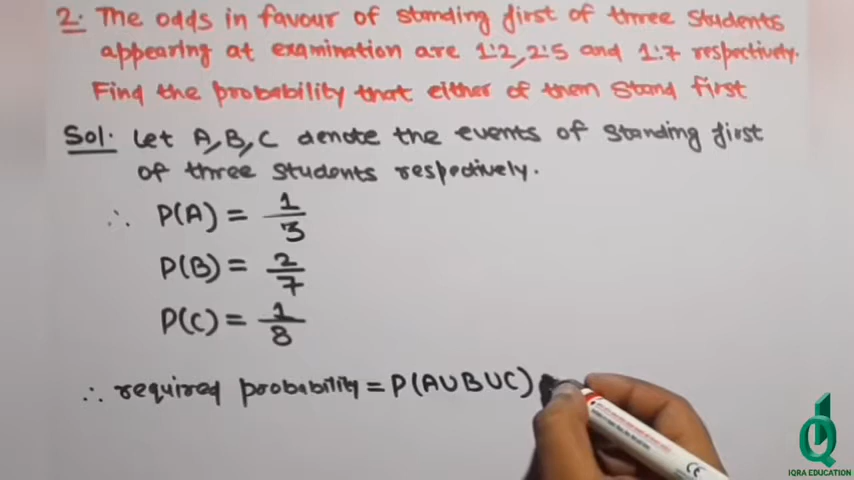 2. The odds in favour of standing first of three students
appearing at examination are 1:2, 2:5 and 1:7 respectively.
Find the probability that either of them stand first
Sol. Let A, B, C denote the events of standing first
of three students respectively.
∴ P(A) = 1/3
P(B) = 2/7
P(C) = 1/8
∴ required probability = P(A∪B∪C)
IQRA EDUCATION